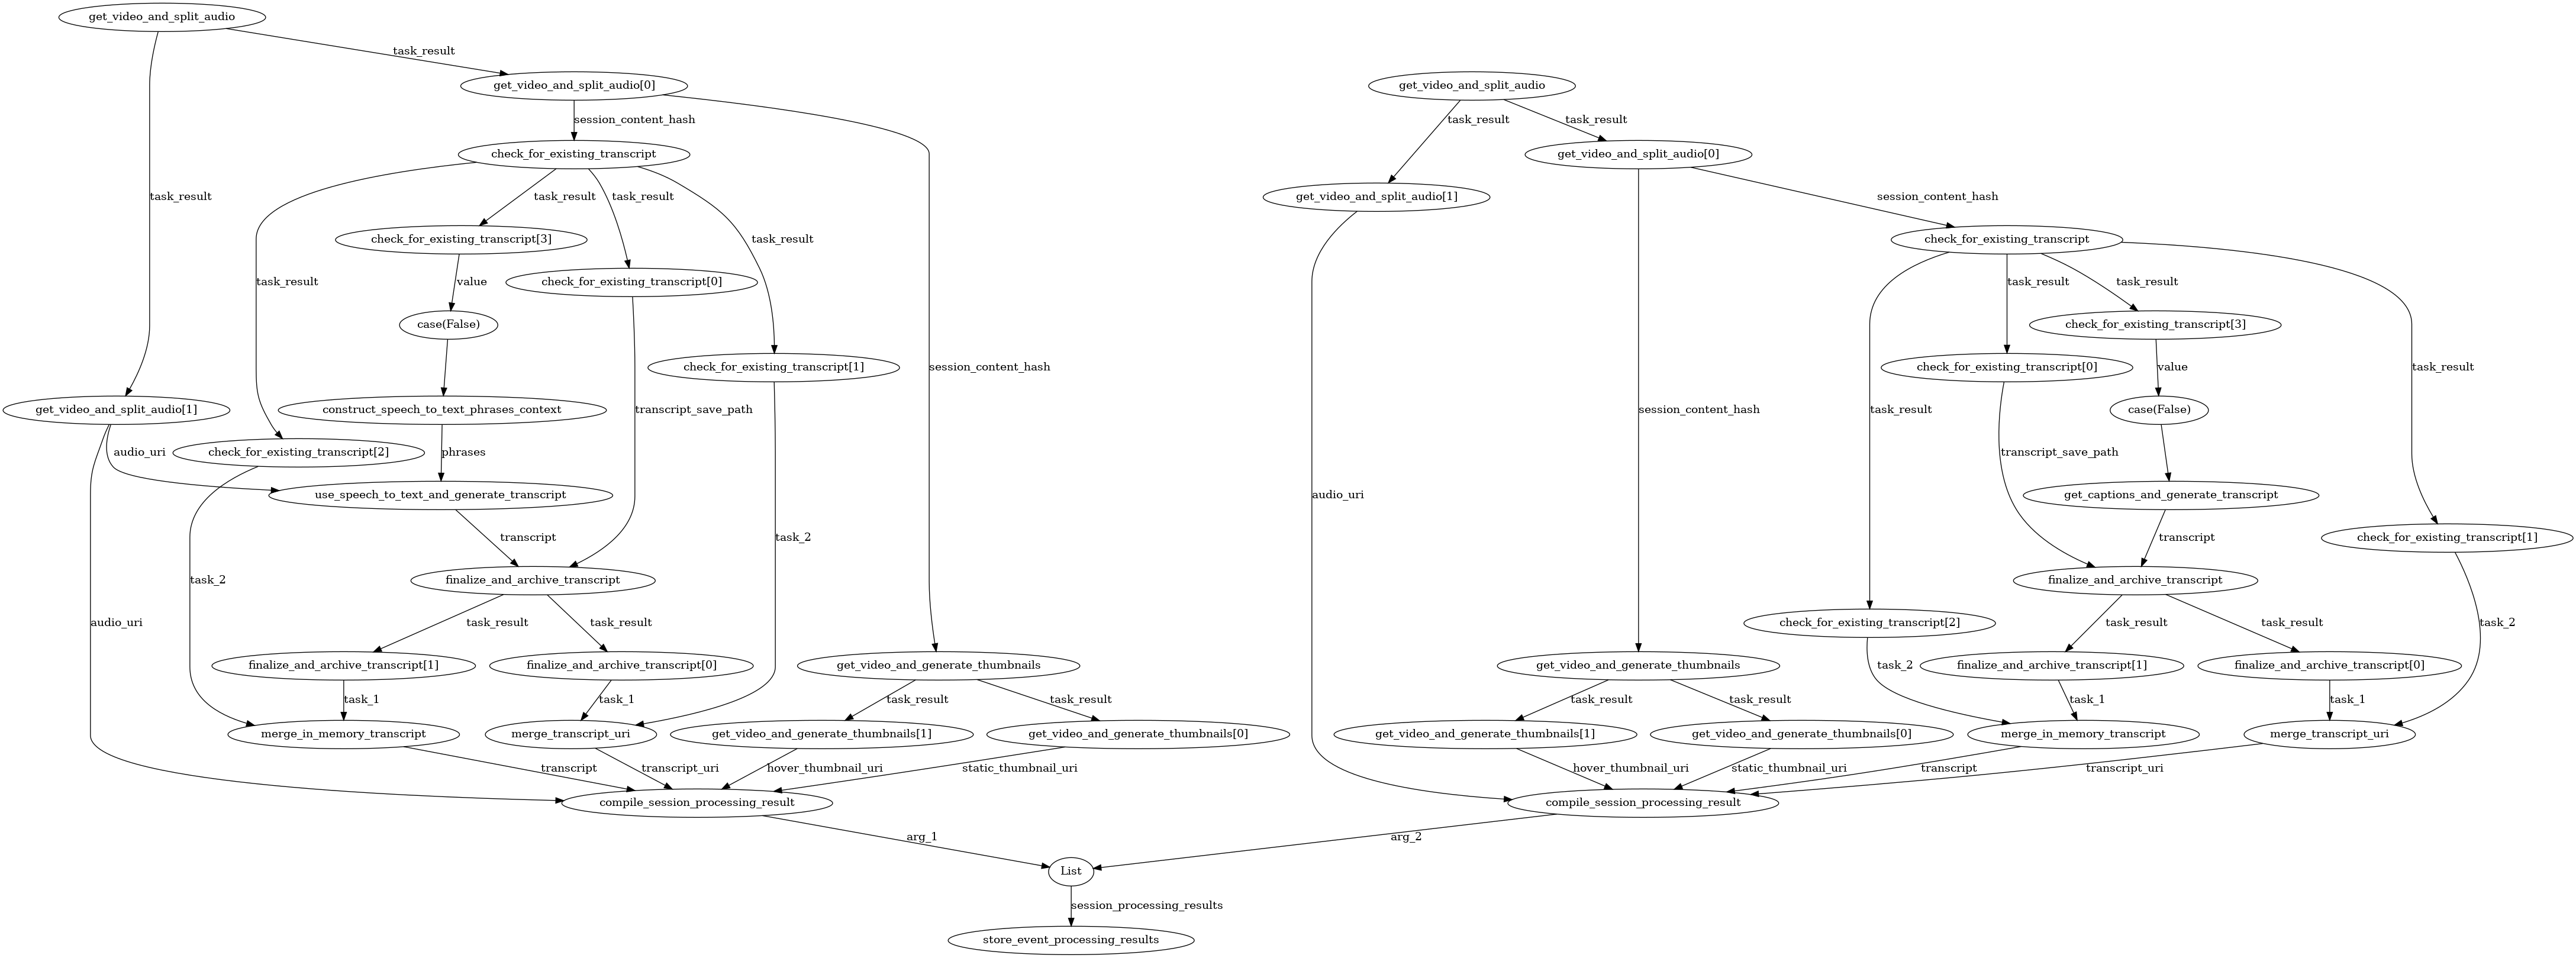 get_video_and_split_audio
task_result
get_video_and_split_audio[0]
get_video_and_split_audio
session_content_hash
task_result
task_result
check_for_existing_transcript
get_video_and_split_audio[0]
task_result
task_result
task_result
get_video_and_split_audio[1]
session_content_hash
check_for_existing_transcript[3]
task_result
check_for_existing_transcript
task_result
value
check_for_existing_transcript[0]
task_result
task_result
case(False)
check_for_existing_transcript[3]
check_for_existing_transcript[1]
session_content_hash
check_for_existing_transcript[0]
value
task_result
get_video_and_split_audio[1]
construct_speech_to_text_phrases_context
transcript_save_path
session_content_hash
task_result
case(False)
audio_uri
check_for_existing_transcript[2]
phrases
transcript_save_path
use_speech_to_text_and_generate_transcript
audio_uri
get_captions_and_generate_transcript
transcript
task_2
transcript
check_for_existing_transcript[1]
task_2
finalize_and_archive_transcript
finalize_and_archive_transcript
audio_uri
task_result
task_result
check_for_existing_transcript[2]
task_result
task_result
task_2
finalize_and_archive_transcript[1]
finalize_and_archive_transcript[0]
get_video_and_generate_thumbnails
get_video_and_generate_thumbnails
task_2
finalize_and_archive_transcript[1]
finalize_and_archive_transcript[0]
task_1
task_1
task_result
task_result
task_result
task_result
task_1
task_1
merge_in_memory_transcript
merge_transcript_uri
get_video_and_generate_thumbnails[1]
get_video_and_generate_thumbnails[0]
get_video_and_generate_thumbnails[1]
get_video_and_generate_thumbnails[0]
merge_in_memory_transcript
merge_transcript_uri
transcript
transcript_uri
hover_thumbnail_uri
static_thumbnail_uri
hover_thumbnail_uri
static_thumbnail_uri
transcript
transcript_uri
compile_session_processing_result
compile_session_processing_result
arg_1
arg_2
List
session_processing_results
store_event_processing_results